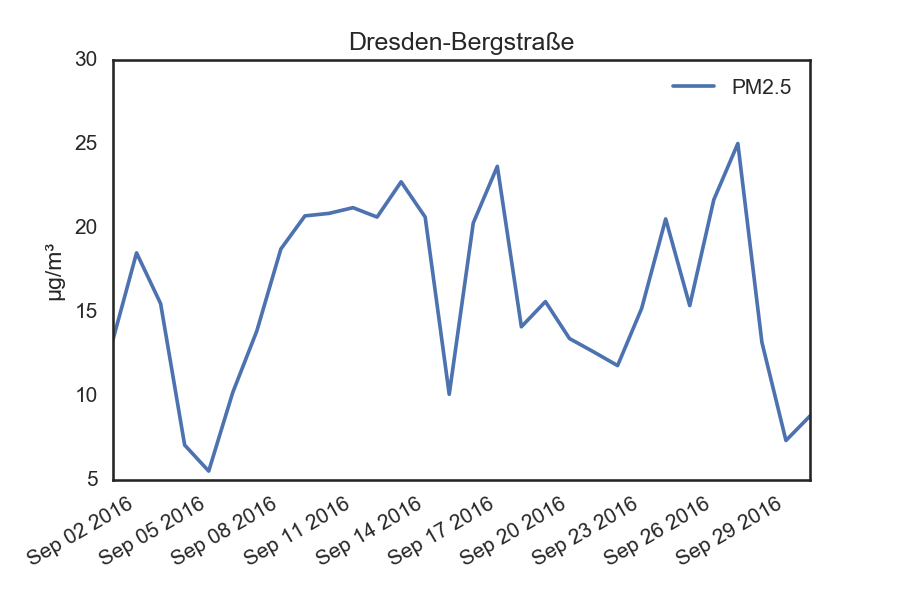 Dresden-Bergstraße
30
25
20
15
10
5
µg/m³
PM2.5
Sep 02 2016
Sep 05 2016
Sep 08 2016
Sep 11 2016
Sep 14 2016
Sep 17 2016
Sep 20 2016
Sep 23 2016
Sep 26 2016
Sep 29 2016